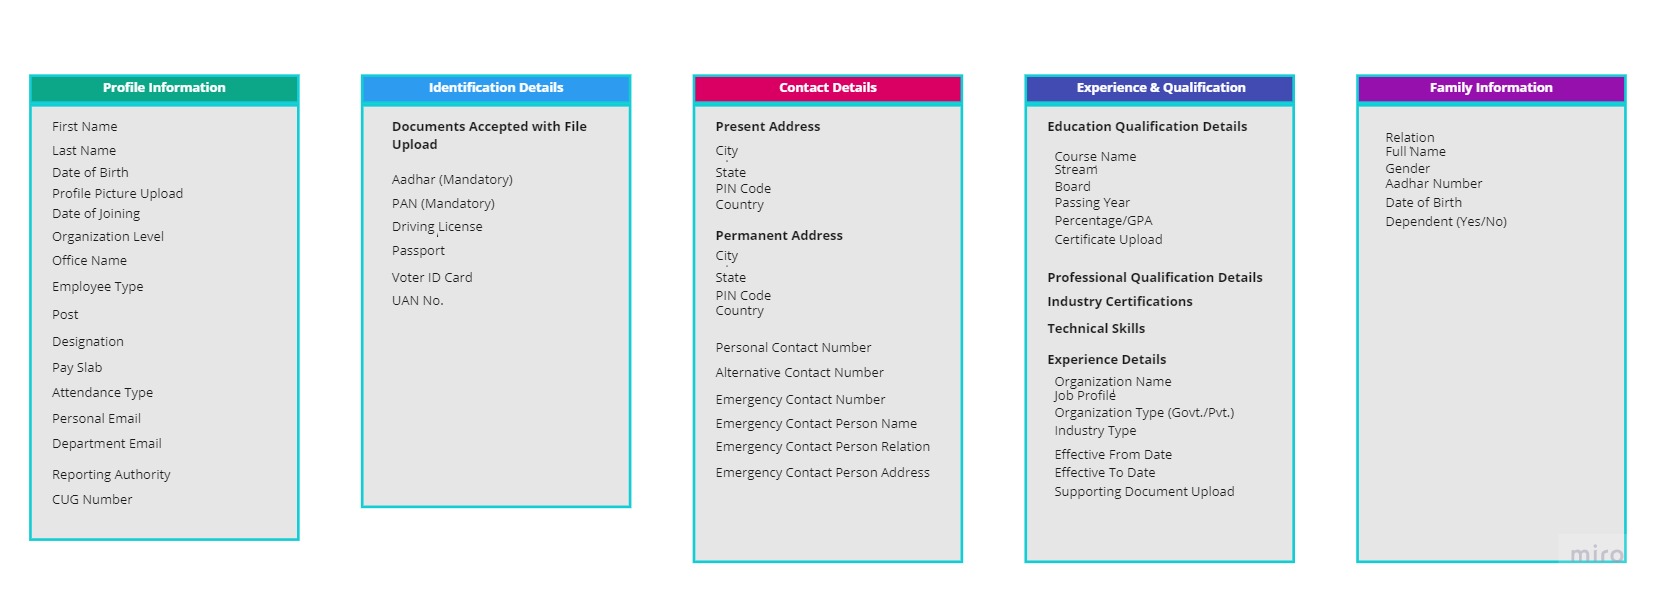 Profile Information
First Name
Last Name
Date of Birth
Profile Picture Upload
Date of Joining
Organization Level
Office Name
Employee Type
Post
Designation
Pay Slab
Attendance Type
Personal Email
Department Email
Reporting Authority
CUG Number
Identification Details
Documents Accepted with File
Upload
Aadhar (Mandatory)
PAN (Mandatory)
Driving License
Passport
Voter ID Card
UAN No.
Contact Details
Present Address
City
State
PIN Code
Country
Permanent Address
City
State
PIN Code
Country
Personal Contact Number
Alternative Contact Number
Emergency Contact Number
Emergency Contact Person Name
Emergency Contact Person Relation
Emergency Contact Person Address
Experience & Qualification
Education Qualification Details
Course Name
Stream
Board
Passing Year
Percentage/GPA
Certificate Upload
Professional Qualification Details
Industry Certifications
Technical Skills
Experience Details
Organization Name
Job Profile
Organization Type (Govt./Pvt.)
Industry Type
Effective From Date
Effective To Date
Supporting Document Upload
Family Information
Relation
Full Name
Gender
Aadhar Number
Date of Birth
Dependent (Yes/No)
miro